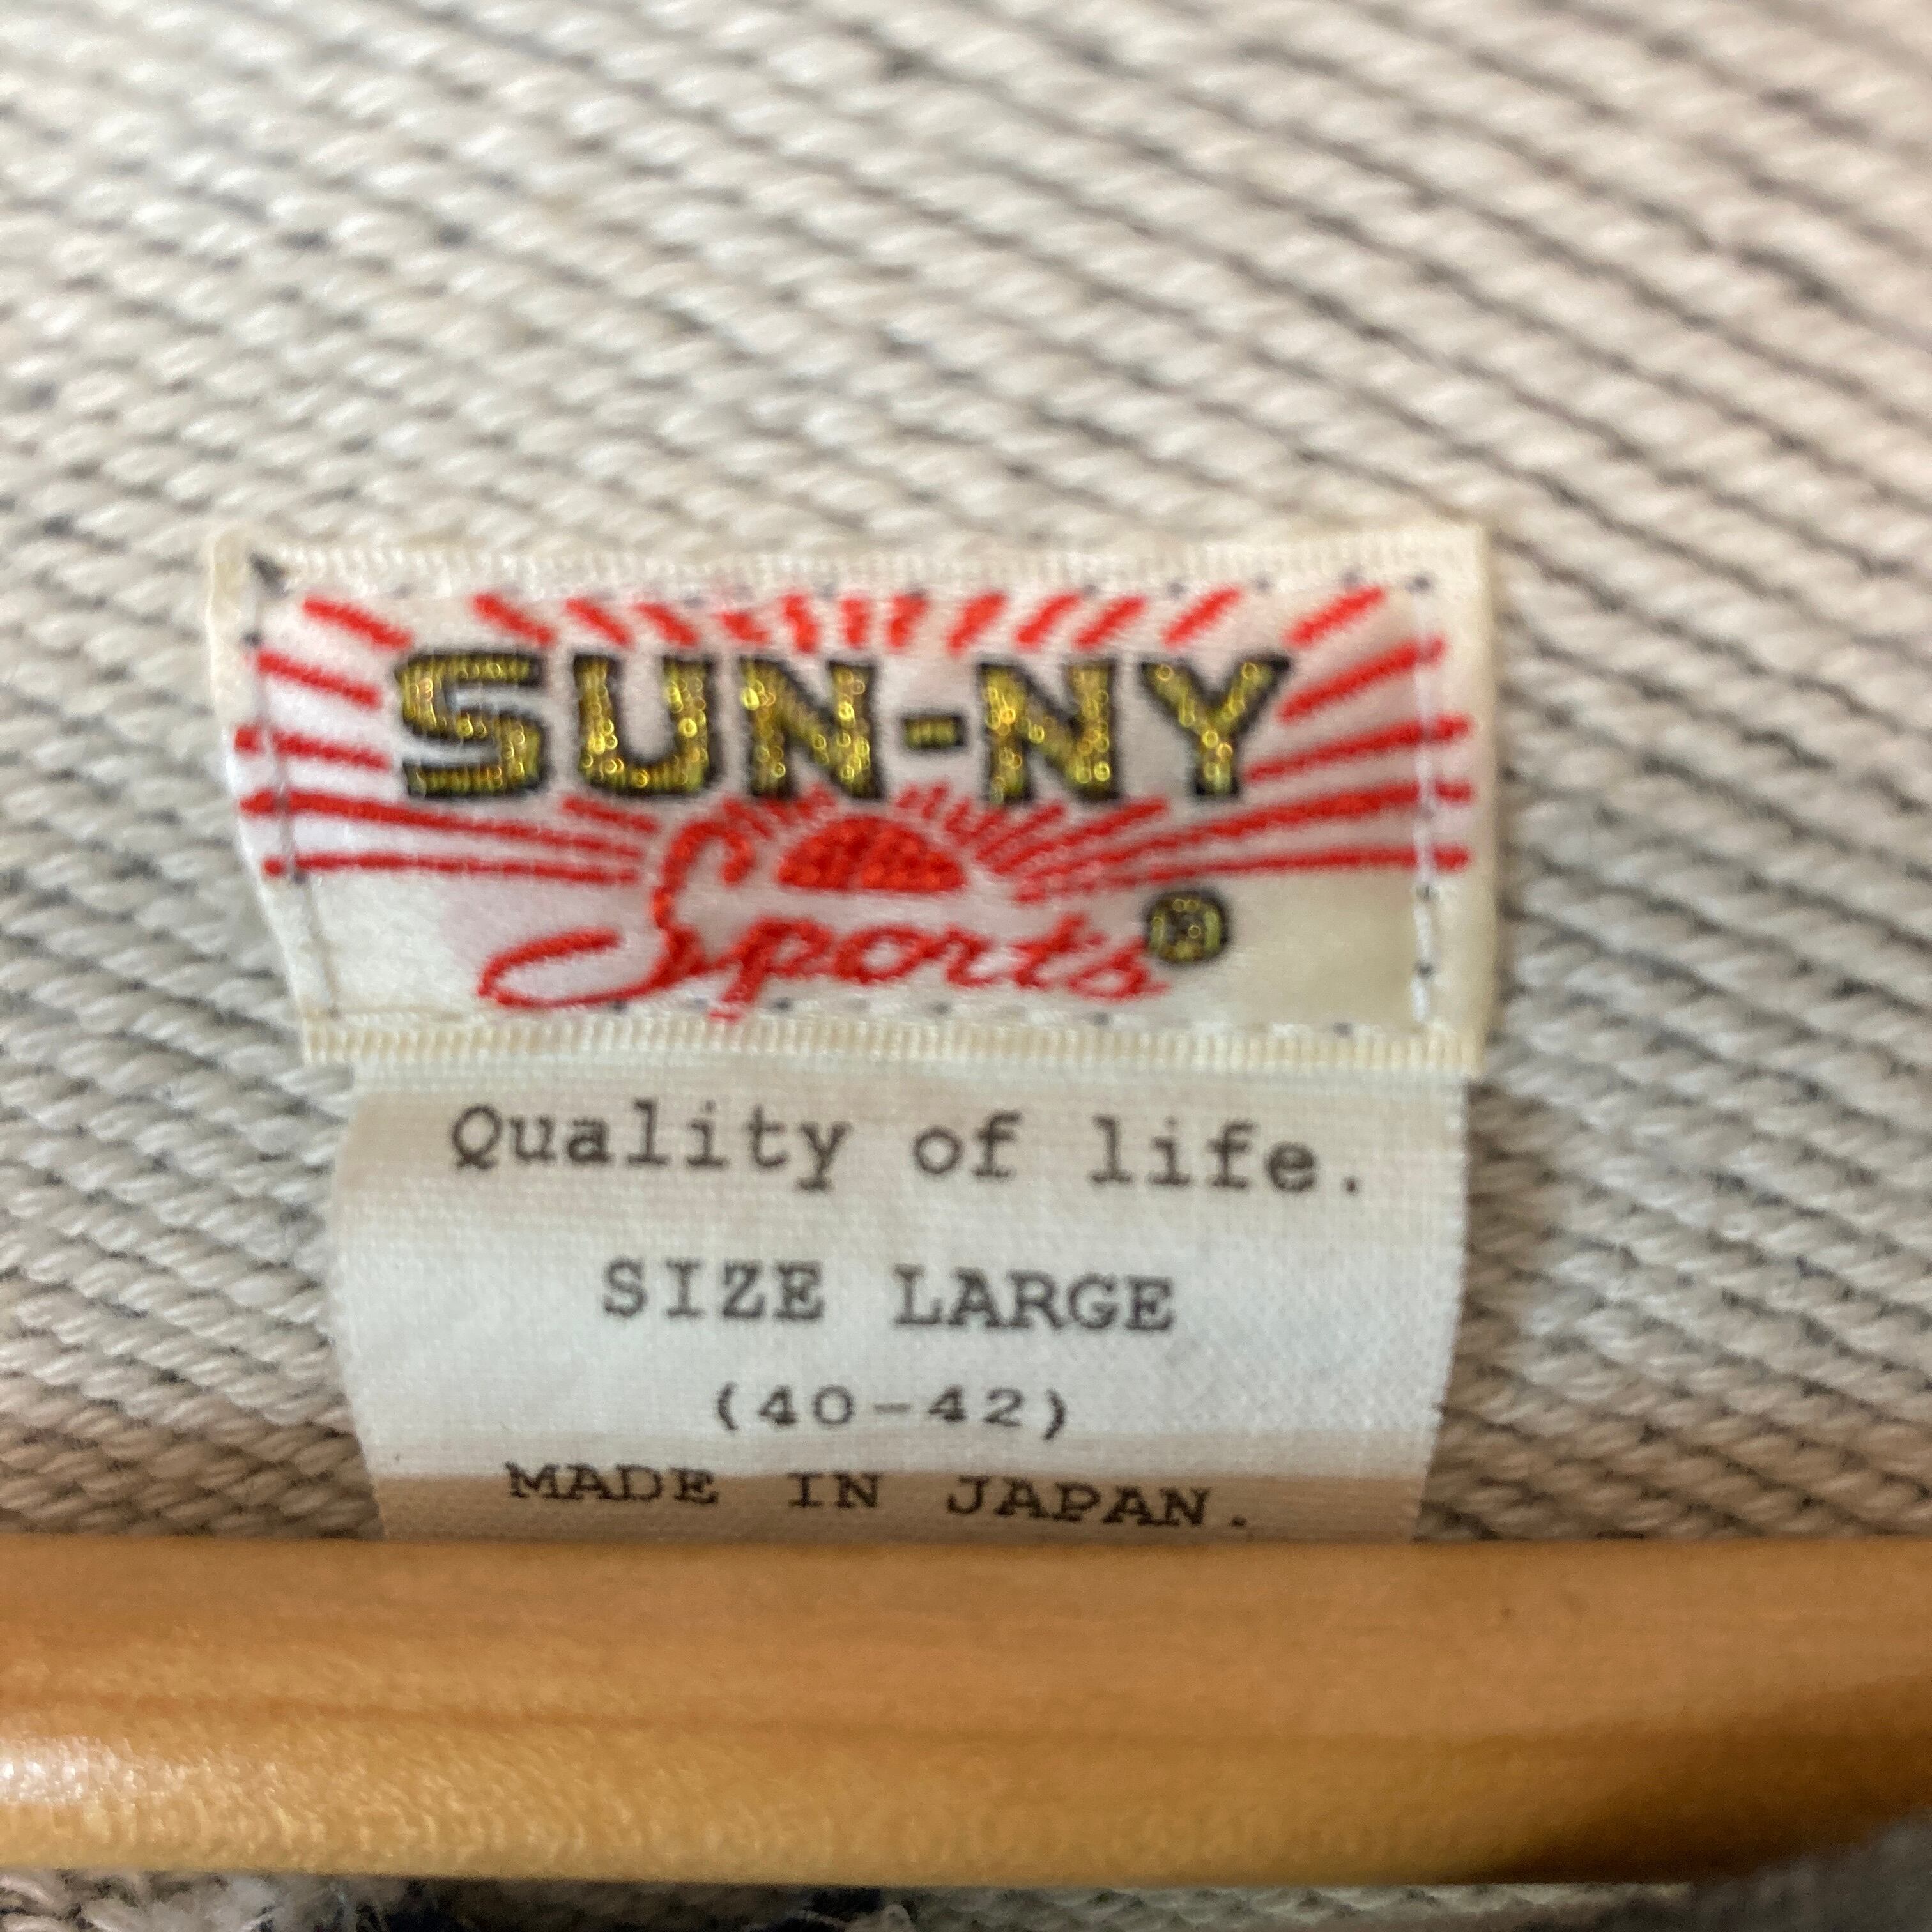 SUN-NY
Sports®
Quality of life.
SIZE LARGE
(40-42)
MADE IN JAPAN.